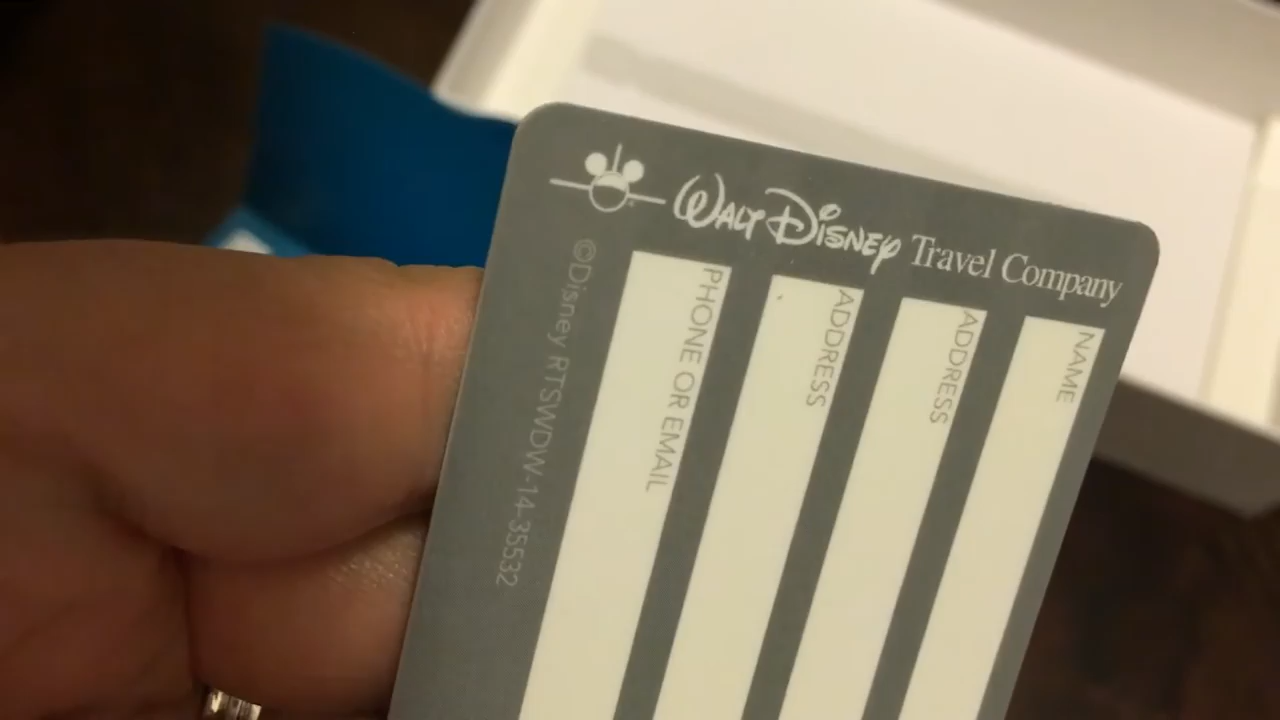 WALT DISNEY Travel Company
NAME
ADDRESS
ADDRESS
PHONE OR EMAIL
©Disney RTSWDW-14-35532